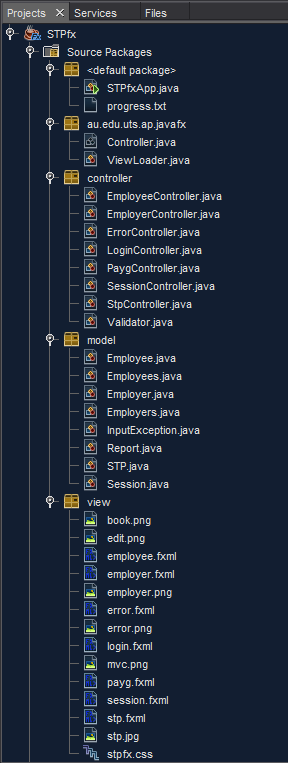 Projects × Services Files
STPfx
Source Packages
<default package>
STPfxApp.java
progress.txt
au.edu.uts.ap.javafx
Controller.java
ViewLoader.java
controller
EmployeeController.java
EmployerController.java
ErrorController.java
LoginController.java
PaygController.java
SessionController.java
StpController.java
Validator.java
model
Employee.java
Employees.java
Employer.java
Employers.java
InputException.java
Report.java
STP.java
Session.java
view
book.png
edit.png
employee.fxml
employer.fxml
employer.png
error.fxml
error.png
login.fxml
mvc.png
payg.fxml
session.fxml
stp.fxml
stp.jpg
stpfx.css